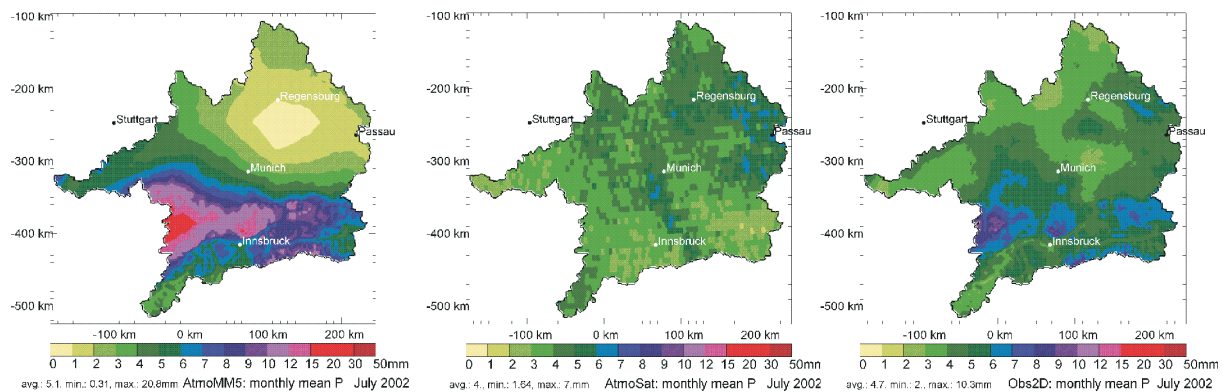 -100 km
-200 km
-300 km
-400 km
-500 km
Regensburg
Stuttgart
Passau
Munich
Innsbruck
-100 km 0 km 100 km 200 km
0 1 2 3 4 5 6 7 8 9 10 12 15 20 30 50mm
avg.: 5.1, min.: 0.31, max.: 20.8mm AtmoMM5: monthly mean P July 2002
-100 km
-200 km
-300 km
-400 km
-500 km
Regensburg
Stuttgart
Passau
Munich
Innsbruck
-100 km 0 km 100 km 200 km
0 1 2 3 4 5 6 7 8 9 10 12 15 20 30 50mm
avg.: 4., min.: 1.64, max.: 7.mm AtmoSat: monthly mean P July 2002
-100 km
-200 km
-300 km
-400 km
-500 km
Regensburg
Stuttgart
Passau
Munich
Innsbruck
-100 km 0 km 100 km 200 km
0 1 2 3 4 5 6 7 8 9 10 12 15 20 30 50mm
avg.: 4.7, min.: 2., max.: 10.3mm Obs2D: monthly mean P July 2002